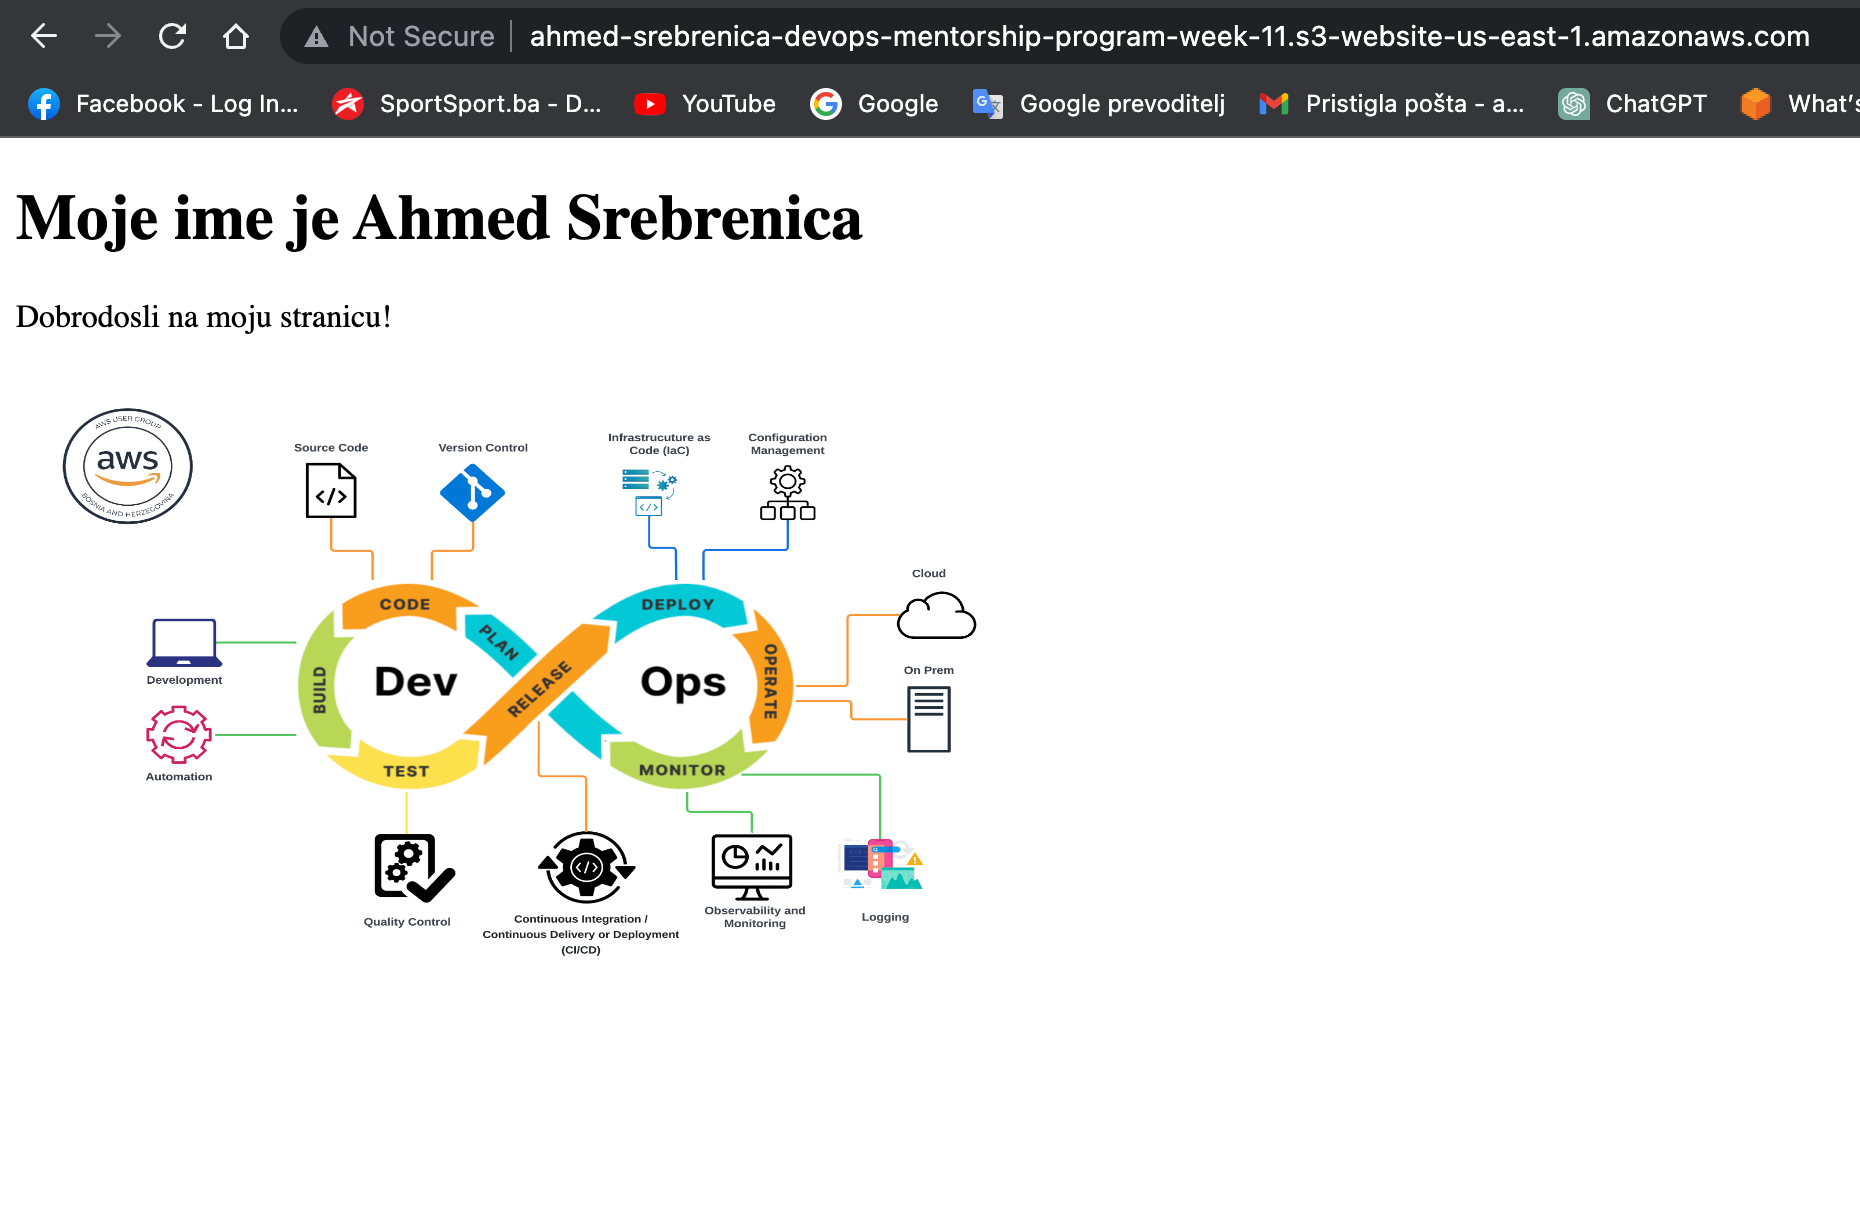 Not Secure | ahmed-srebrenica-devops-mentorship-program-week-11.s3-website-us-east-1.amazonaws.com
Facebook - Log In... SportSport.ba - D... YouTube Google Google prevoditelj Pristigla pošta - a... ChatGPT What's
Moje ime je Ahmed Srebrenica
Dobrodosli na moju stranicu!
AWS USER GROUP
aws
BOSNIA AND HERZEGOVINA
Source Code
Version Control
Infrastrucuture as
Code (IaC)
Configuration
Management
Cloud
On Prem
Development
Automation
CODE
PLAN
BUILD
Dev
TEST
RELEASE
DEPLOY
Ops
OPERATE
MONITOR
Quality Control
Continuous Integration /
Continuous Delivery or Deployment
(CI/CD)
Observability and
Monitoring
Logging